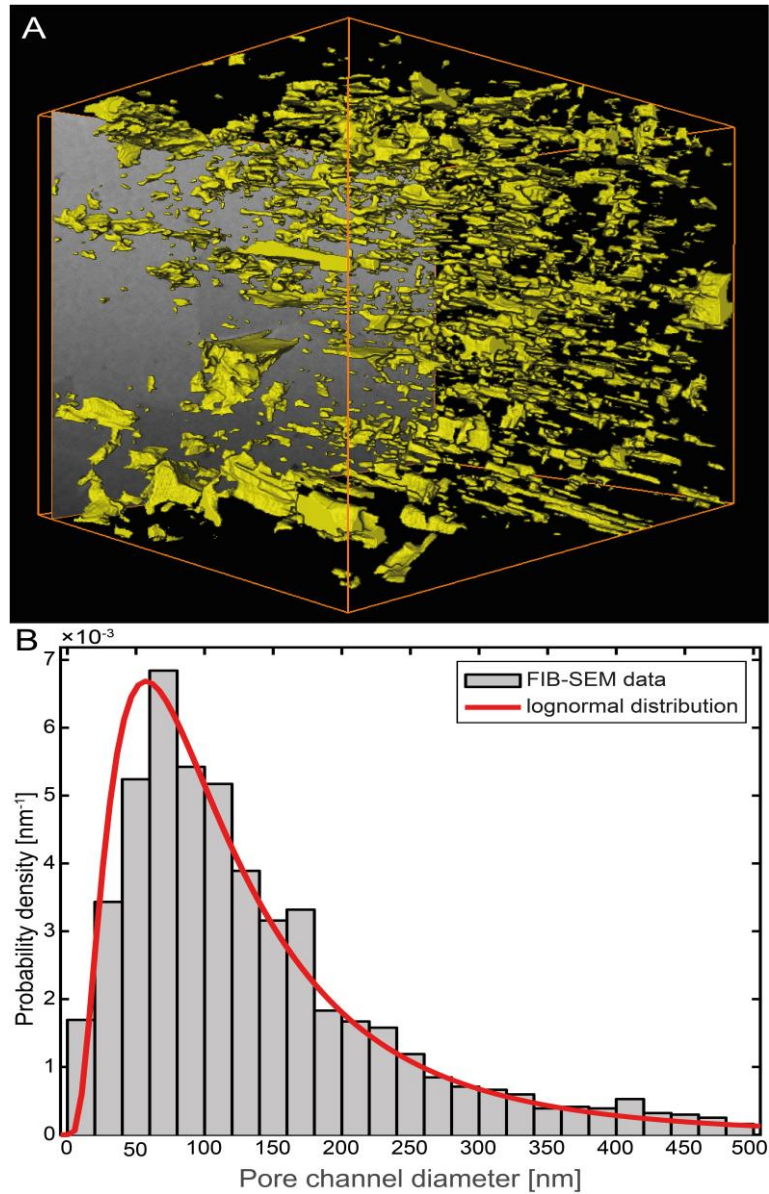 A
B
×10⁻³
7
6
5
4
3
2
1
0
Probability density [nm⁻¹]
FIB-SEM data
lognormal distribution
0 50 100 150 200 250 300 350 400 450 500
Pore channel diameter [nm]